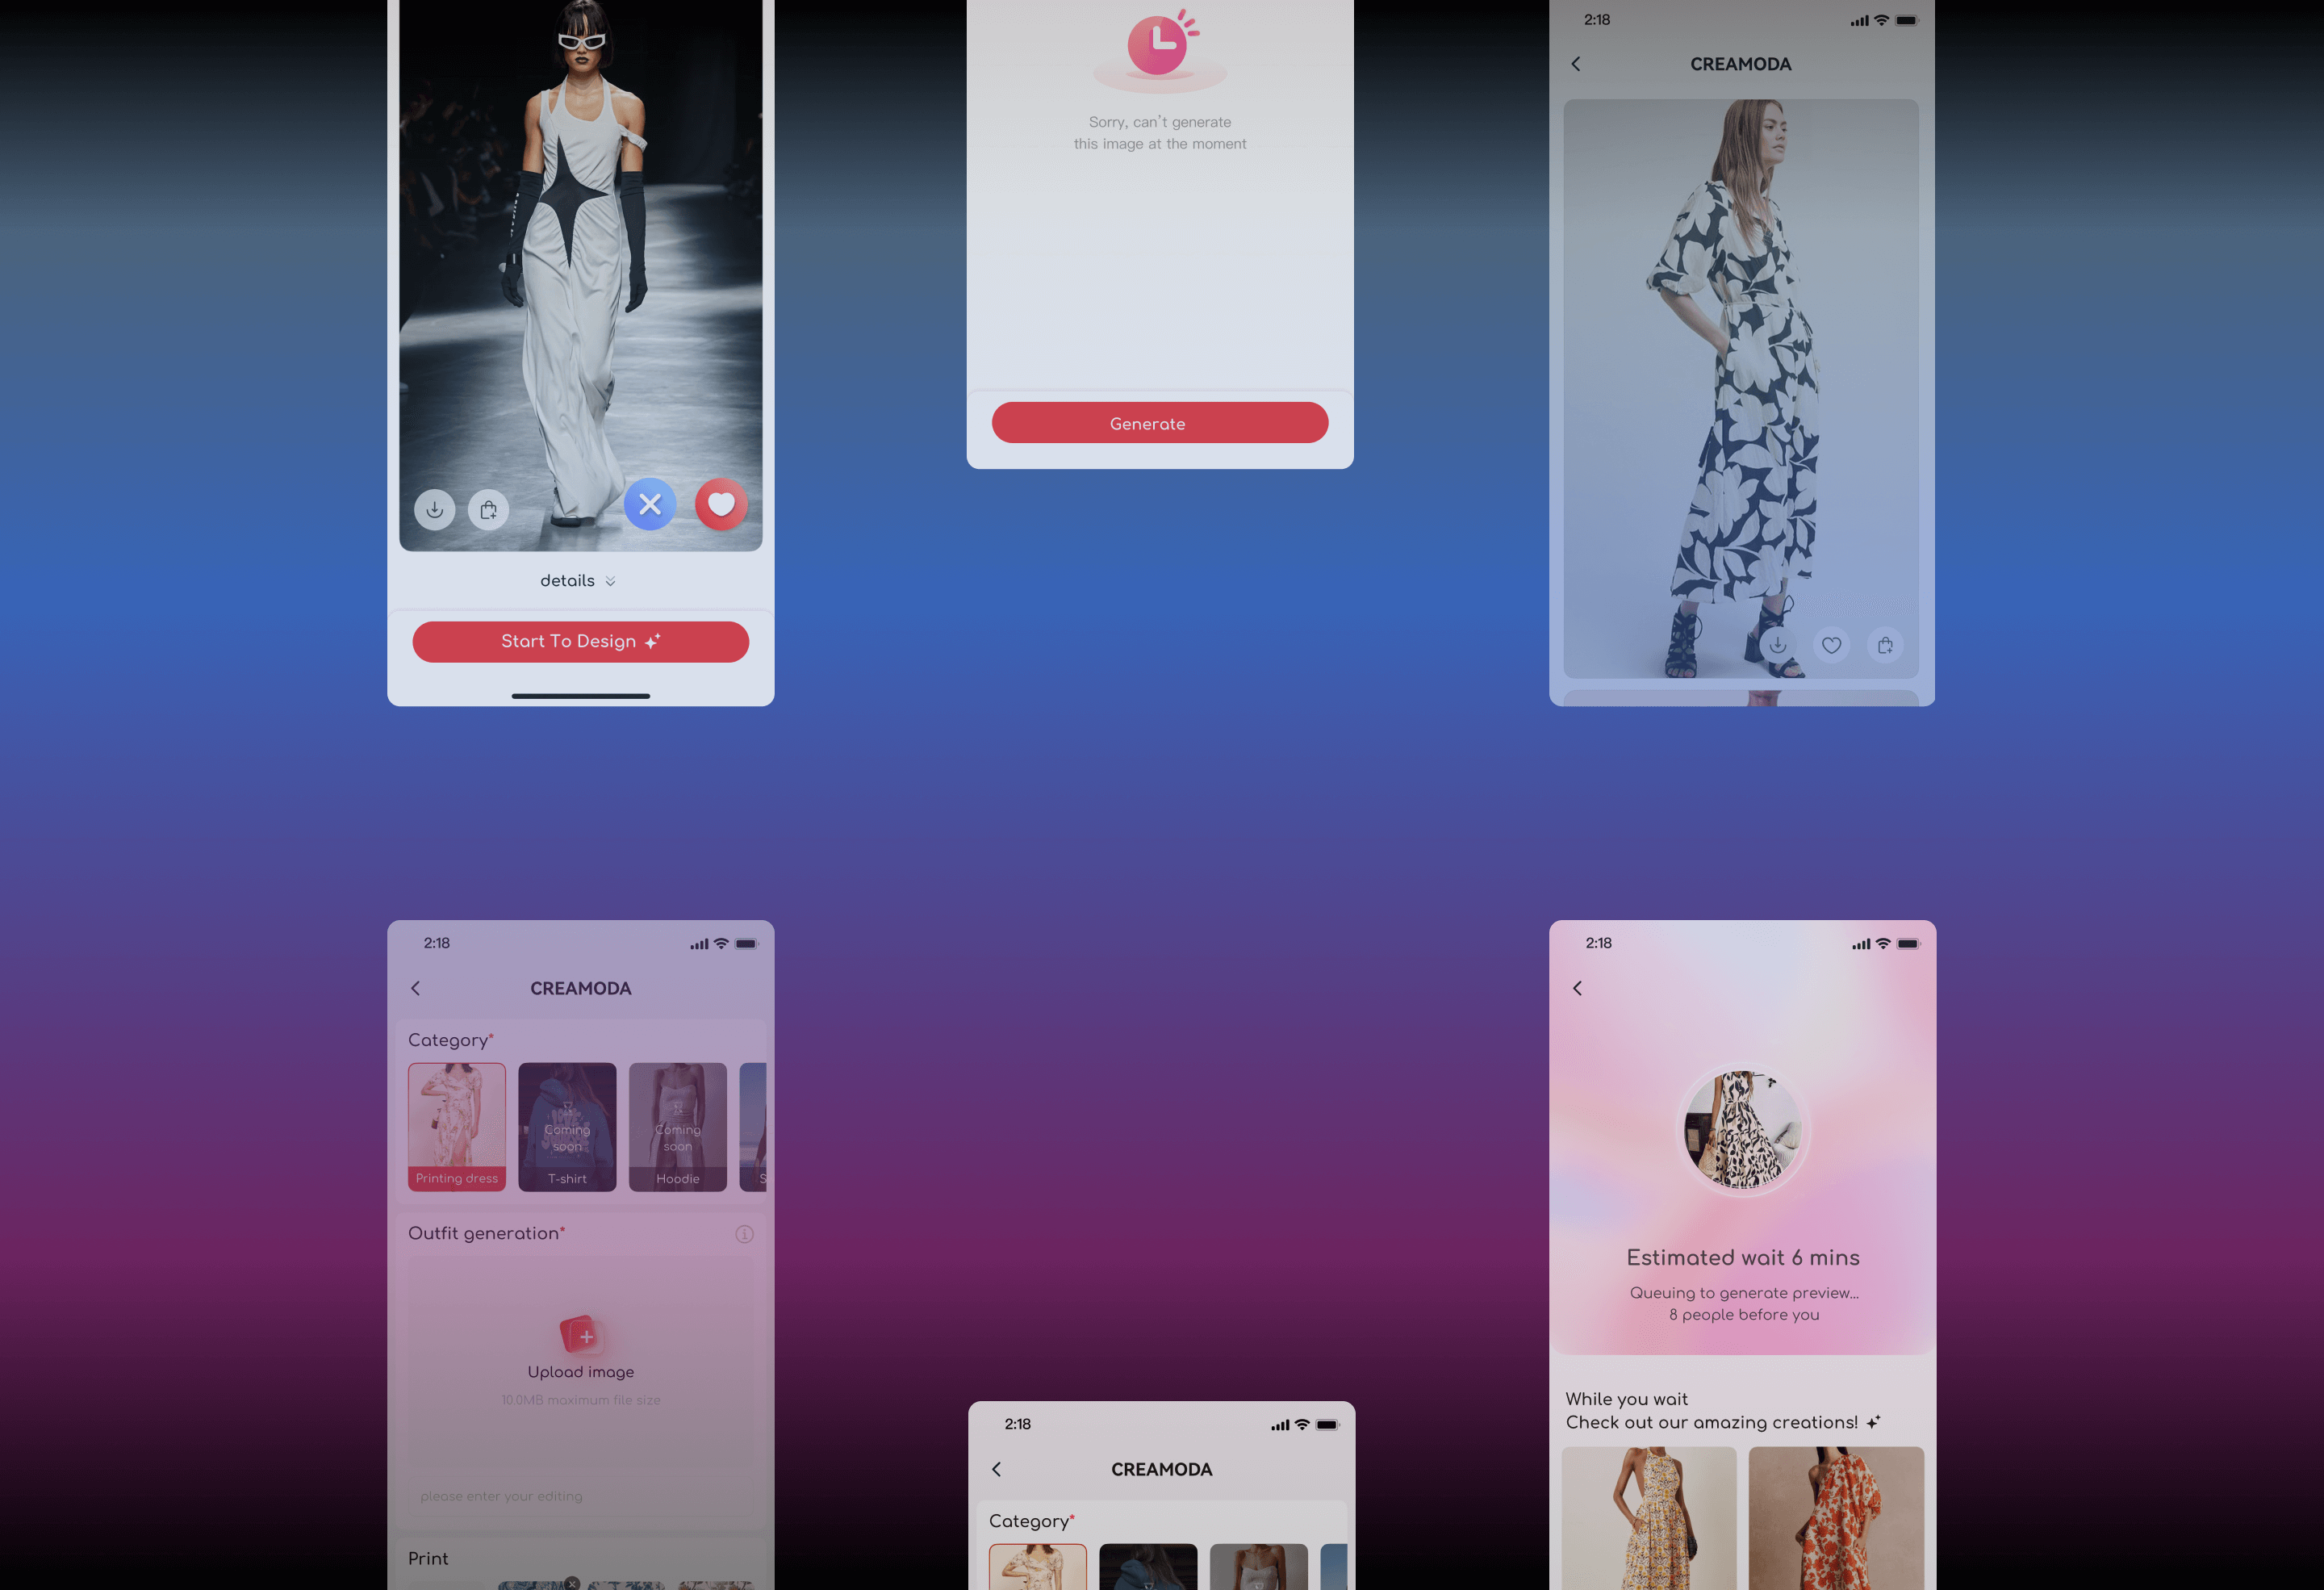 details
Start To Design
Sorry, can't generate
this image at the moment
Generate
2:18
CREAMODA
2:18
CREAMODA
Category*
Coming
soon
Coming
soon
Printing dress
T-shirt
Hoodie
S
Outfit generation*
Upload image
10.0MB maximum file size
please enter your editing
Print
2:18
CREAMODA
Category*
2:18
Estimated wait 6 mins
Queuing to generate preview...
8 people before you
While you wait
Check out our amazing creations!